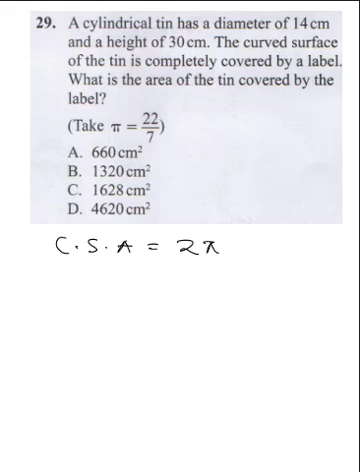 29. A cylindrical tin has a diameter of 14 cm
and a height of 30 cm. The curved surface
of the tin is completely covered by a label.
What is the area of the tin covered by the
label?
(Take π = 22/7)
A. 660 cm²
B. 1320 cm²
C. 1628 cm²
D. 4620 cm²
C.S.A = 2π